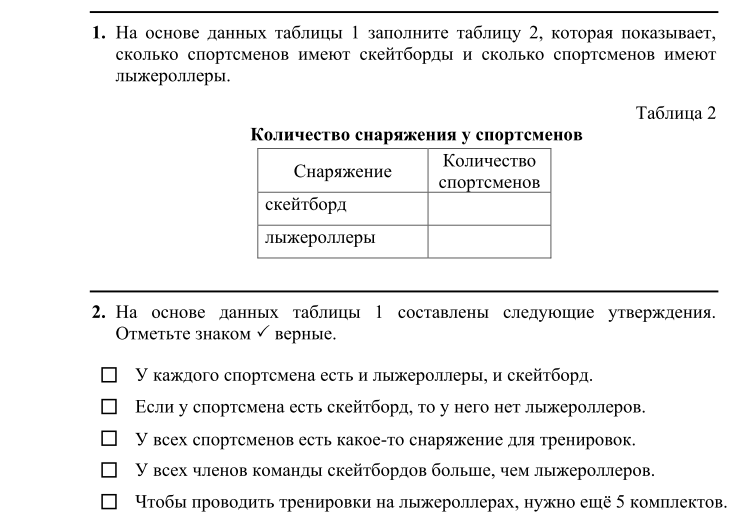 1. На основе данных таблицы 1 заполните таблицу 2, которая показывает,
сколько спортсменов имеют скейтборды и сколько спортсменов имеют
лыжероллеры.
Таблица 2
Количество снаряжения у спортсменов
Снаряжение
Количество
спортсменов
скейтборд
лыжероллеры
2. На основе данных таблицы 1 составлены следующие утверждения.
Отметьте знаком ✓ верные.
У каждого спортсмена есть и лыжероллеры, и скейтборд.
Если у спортсмена есть скейтборд, то у него нет лыжероллеров.
У всех спортсменов есть какое-то снаряжение для тренировок.
У всех членов команды скейтбордов больше, чем лыжероллеров.
Чтобы проводить тренировки на лыжероллерах, нужно ещё 5 комплектов.